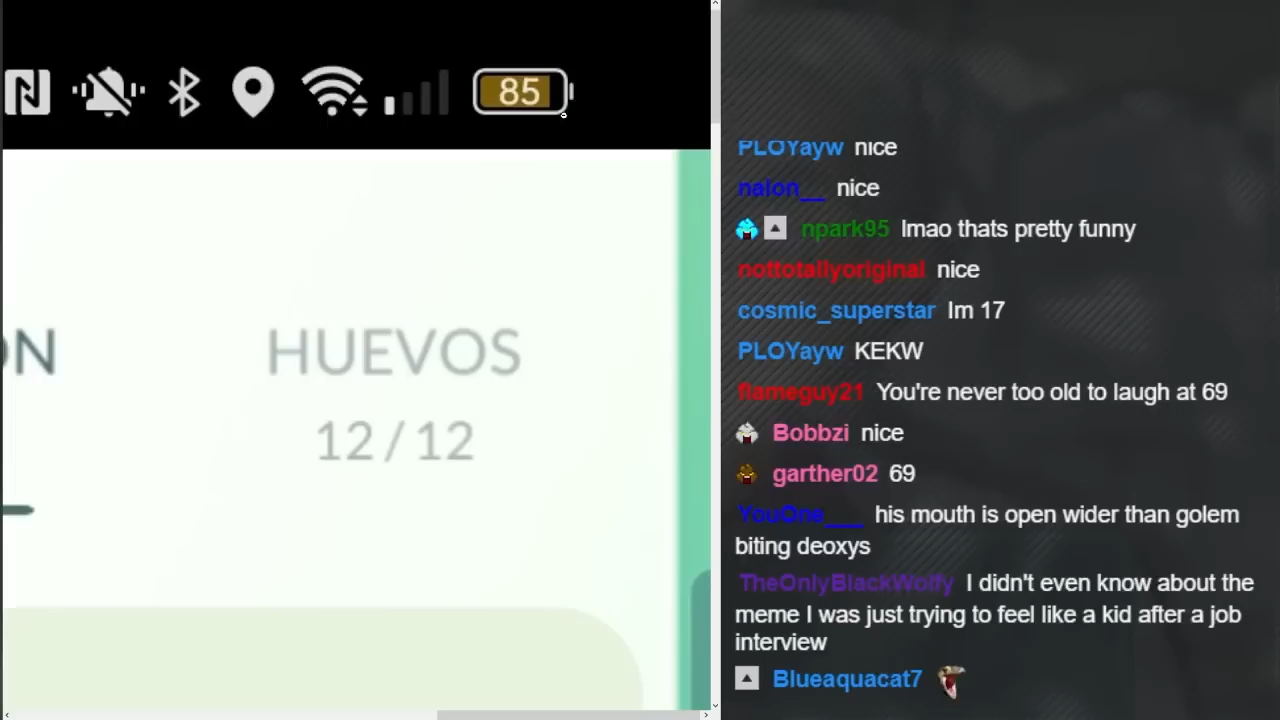 85
ON
HUEVOS
12 / 12
PLOYayw nice
nalon__ nice
npark95 lmao thats pretty funny
nottotallyoriginal nice
cosmic_superstar Im 17
PLOYayw KEKW
flameguy21 You're never too old to laugh at 69
Bobbzi nice
garther02 69
YouOne___ his mouth is open wider than golem
biting deoxys
TheOnlyBlackWolfy I didn't even know about the
meme I was just trying to feel like a kid after a job
interview
Blueaquacat7